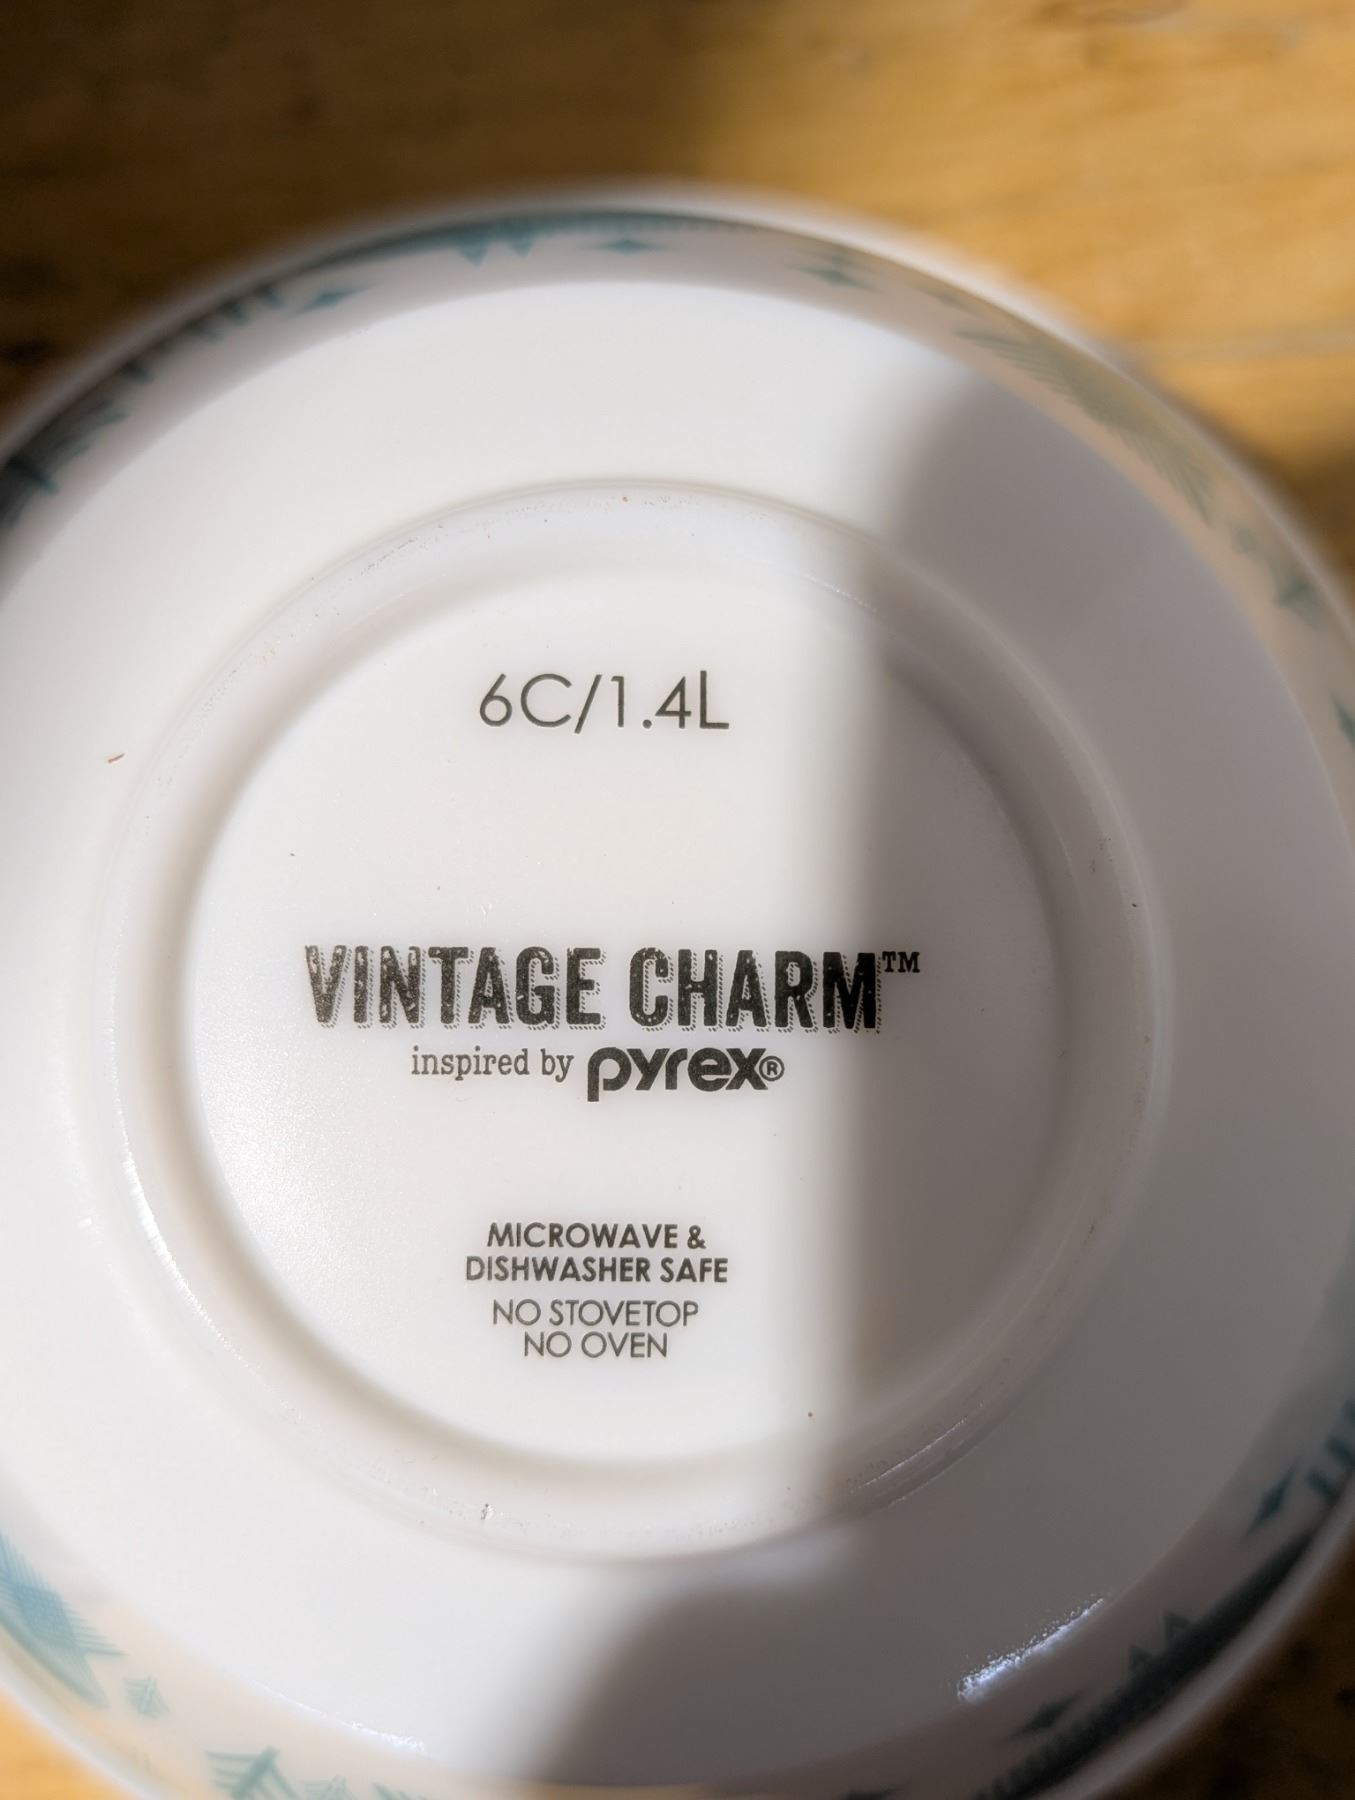 6C/1.4L
VINTAGE CHARM™
inspired by pyrex®
MICROWAVE &
DISHWASHER SAFE
NO STOVETOP
NO OVEN